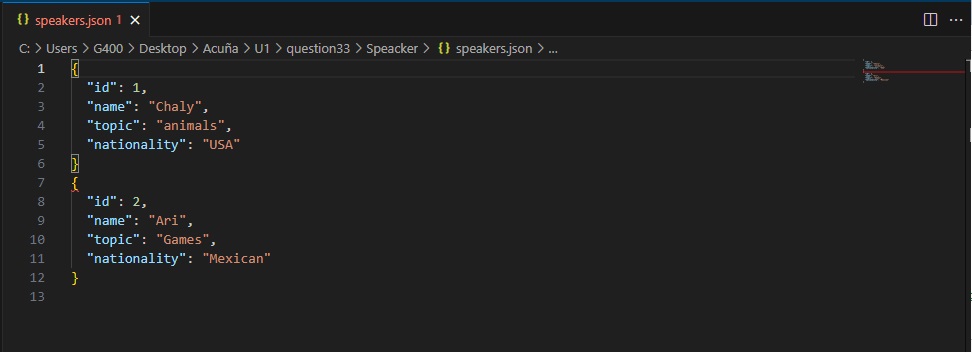 {} speakers.json 1 ×
C: > Users > G400 > Desktop > Acuña > U1 > question33 > Speacker > {} speakers.json > ...
1 {
2 "id": 1,
3 "name": "Chaly",
4 "topic": "animals",
5 "nationality": "USA"
6 }
7 {
8 "id": 2,
9 "name": "Ari",
10 "topic": "Games",
11 "nationality": "Mexican"
12 }
13